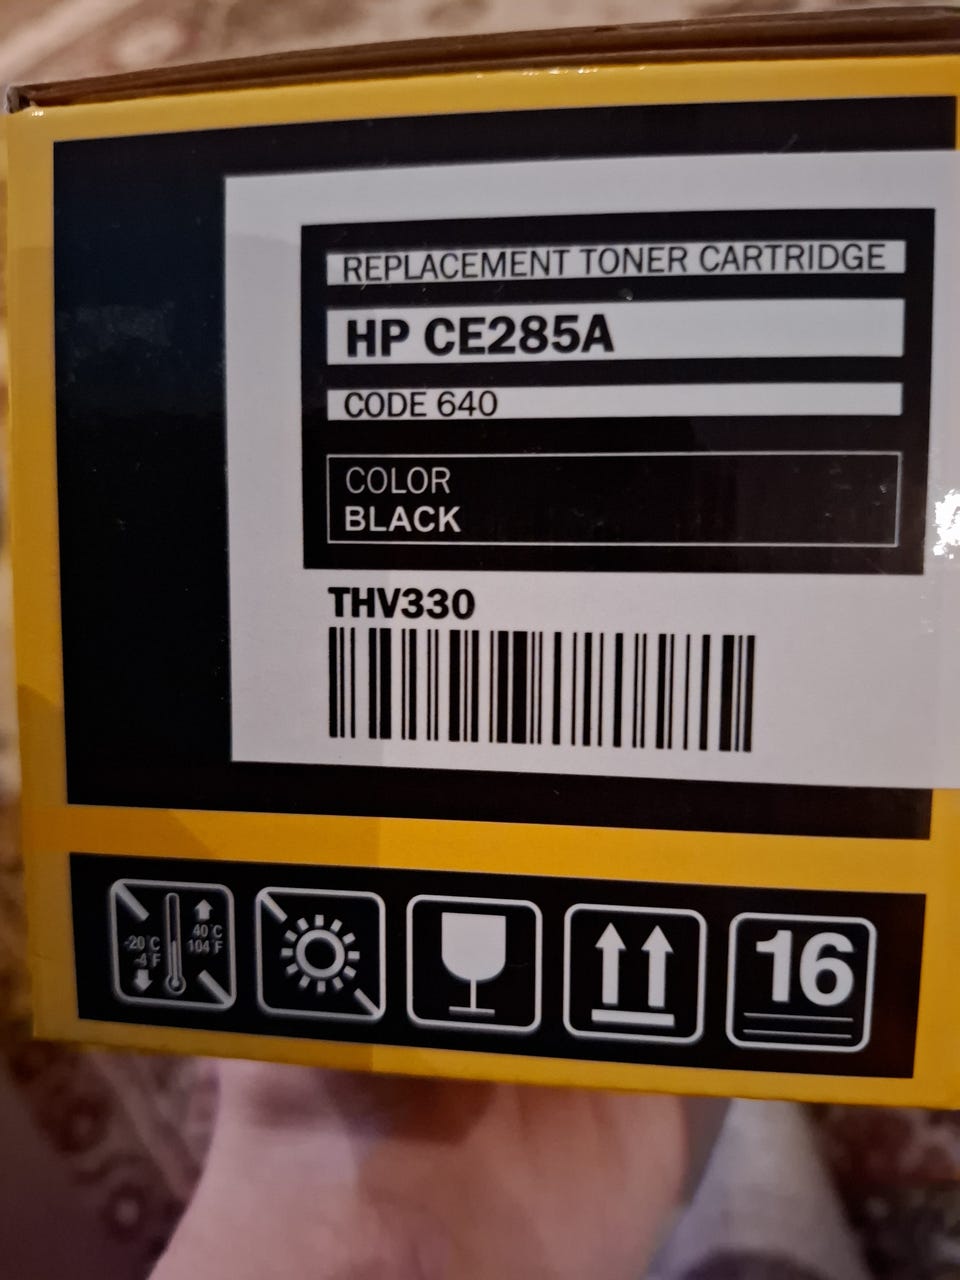 REPLACEMENT TONER CARTRIDGE
HP CE285A
CODE 640
COLOR
BLACK
THV330
40°C
104°F
-20°C
-4°F
16